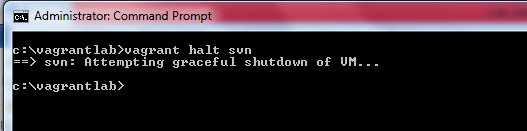 Administrator: Command Prompt
c:\vagrantlab>vagrant halt svn
==> svn: Attempting graceful shutdown of VM...
c:\vagrantlab>